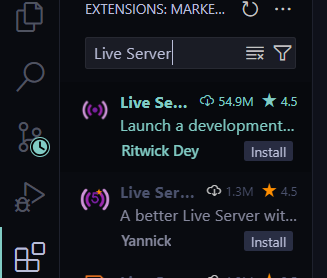 EXTENSIONS: MARKE...
Live Server
Live Se... 54.9M 4.5
Launch a development...
Ritwick Dey Install
Live Ser... 1.3M 4.5
A better Live Server wit...
Yannick Install